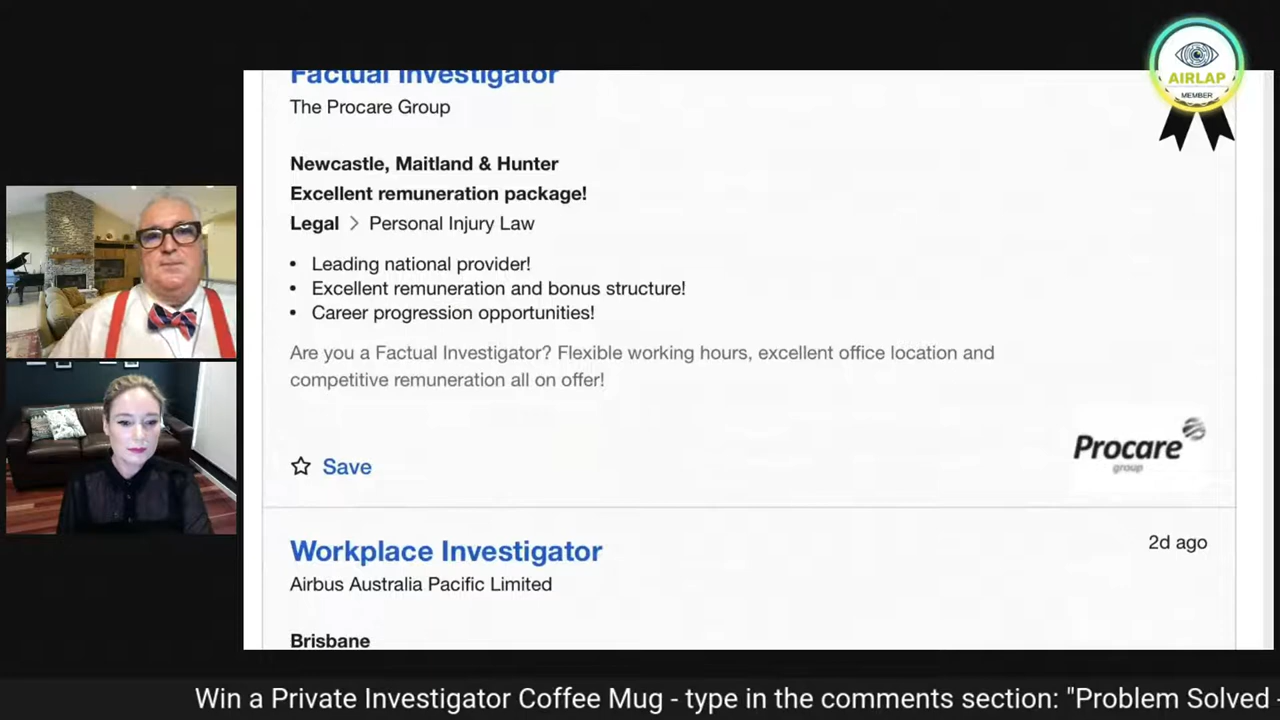 AIRLAP
MEMBER
Factual Investigator
The Procare Group
Newcastle, Maitland & Hunter
Excellent remuneration package!
Legal > Personal Injury Law
• Leading national provider!
• Excellent remuneration and bonus structure!
• Career progression opportunities!
Are you a Factual Investigator? Flexible working hours, excellent office location and
competitive remuneration all on offer!
Save
Procare
group
Workplace Investigator
2d ago
Airbus Australia Pacific Limited
Brisbane
Win a Private Investigator Coffee Mug - type in the comments section: "Problem Solved